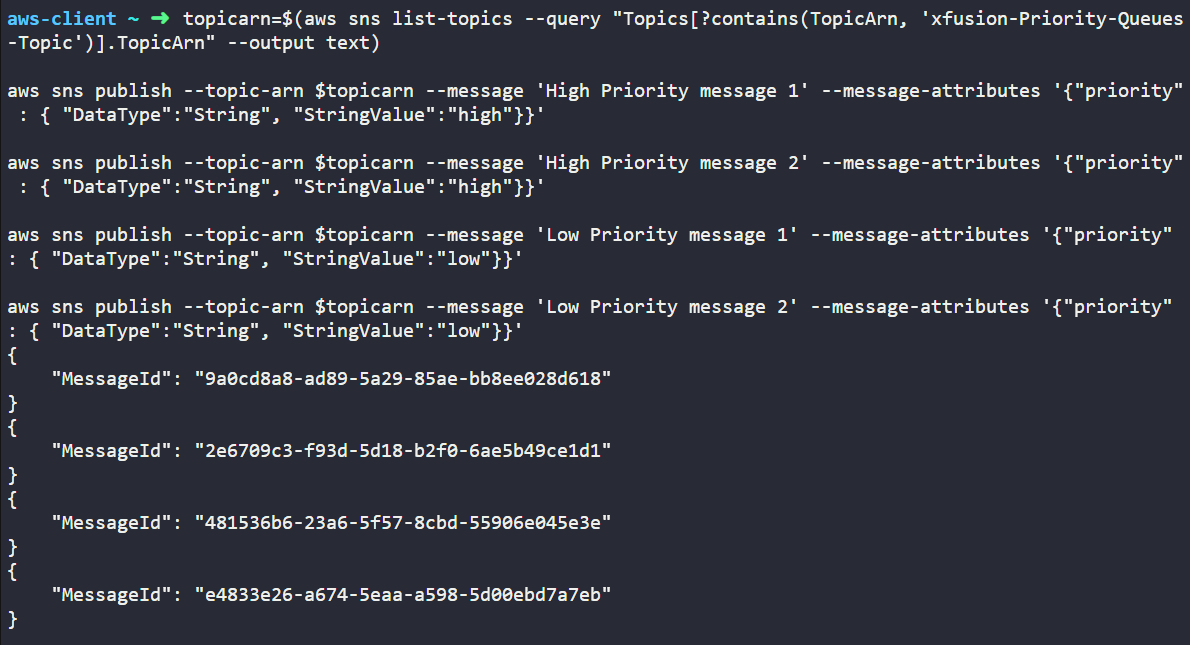 aws-client ~ ➜ topicarn=$(aws sns list-topics --query "Topics[?contains(TopicArn, 'xfusion-Priority-Queues
-Topic')].TopicArn" --output text)
aws sns publish --topic-arn $topicarn --message 'High Priority message 1' --message-attributes '{"priority"
 : { "DataType":"String", "StringValue":"high"}}'
aws sns publish --topic-arn $topicarn --message 'High Priority message 2' --message-attributes '{"priority"
 : { "DataType":"String", "StringValue":"high"}}'
aws sns publish --topic-arn $topicarn --message 'Low Priority message 1' --message-attributes '{"priority"
: { "DataType":"String", "StringValue":"low"}}'
aws sns publish --topic-arn $topicarn --message 'Low Priority message 2' --message-attributes '{"priority"
: { "DataType":"String", "StringValue":"low"}}'
{
    "MessageId": "9a0cd8a8-ad89-5a29-85ae-bb8ee028d618"
}
{
    "MessageId": "2e6709c3-f93d-5d18-b2f0-6ae5b49ce1d1"
}
{
    "MessageId": "481536b6-23a6-5f57-8cbd-55906e045e3e"
}
{
    "MessageId": "e4833e26-a674-5eaa-a598-5d00ebd7a7eb"
}